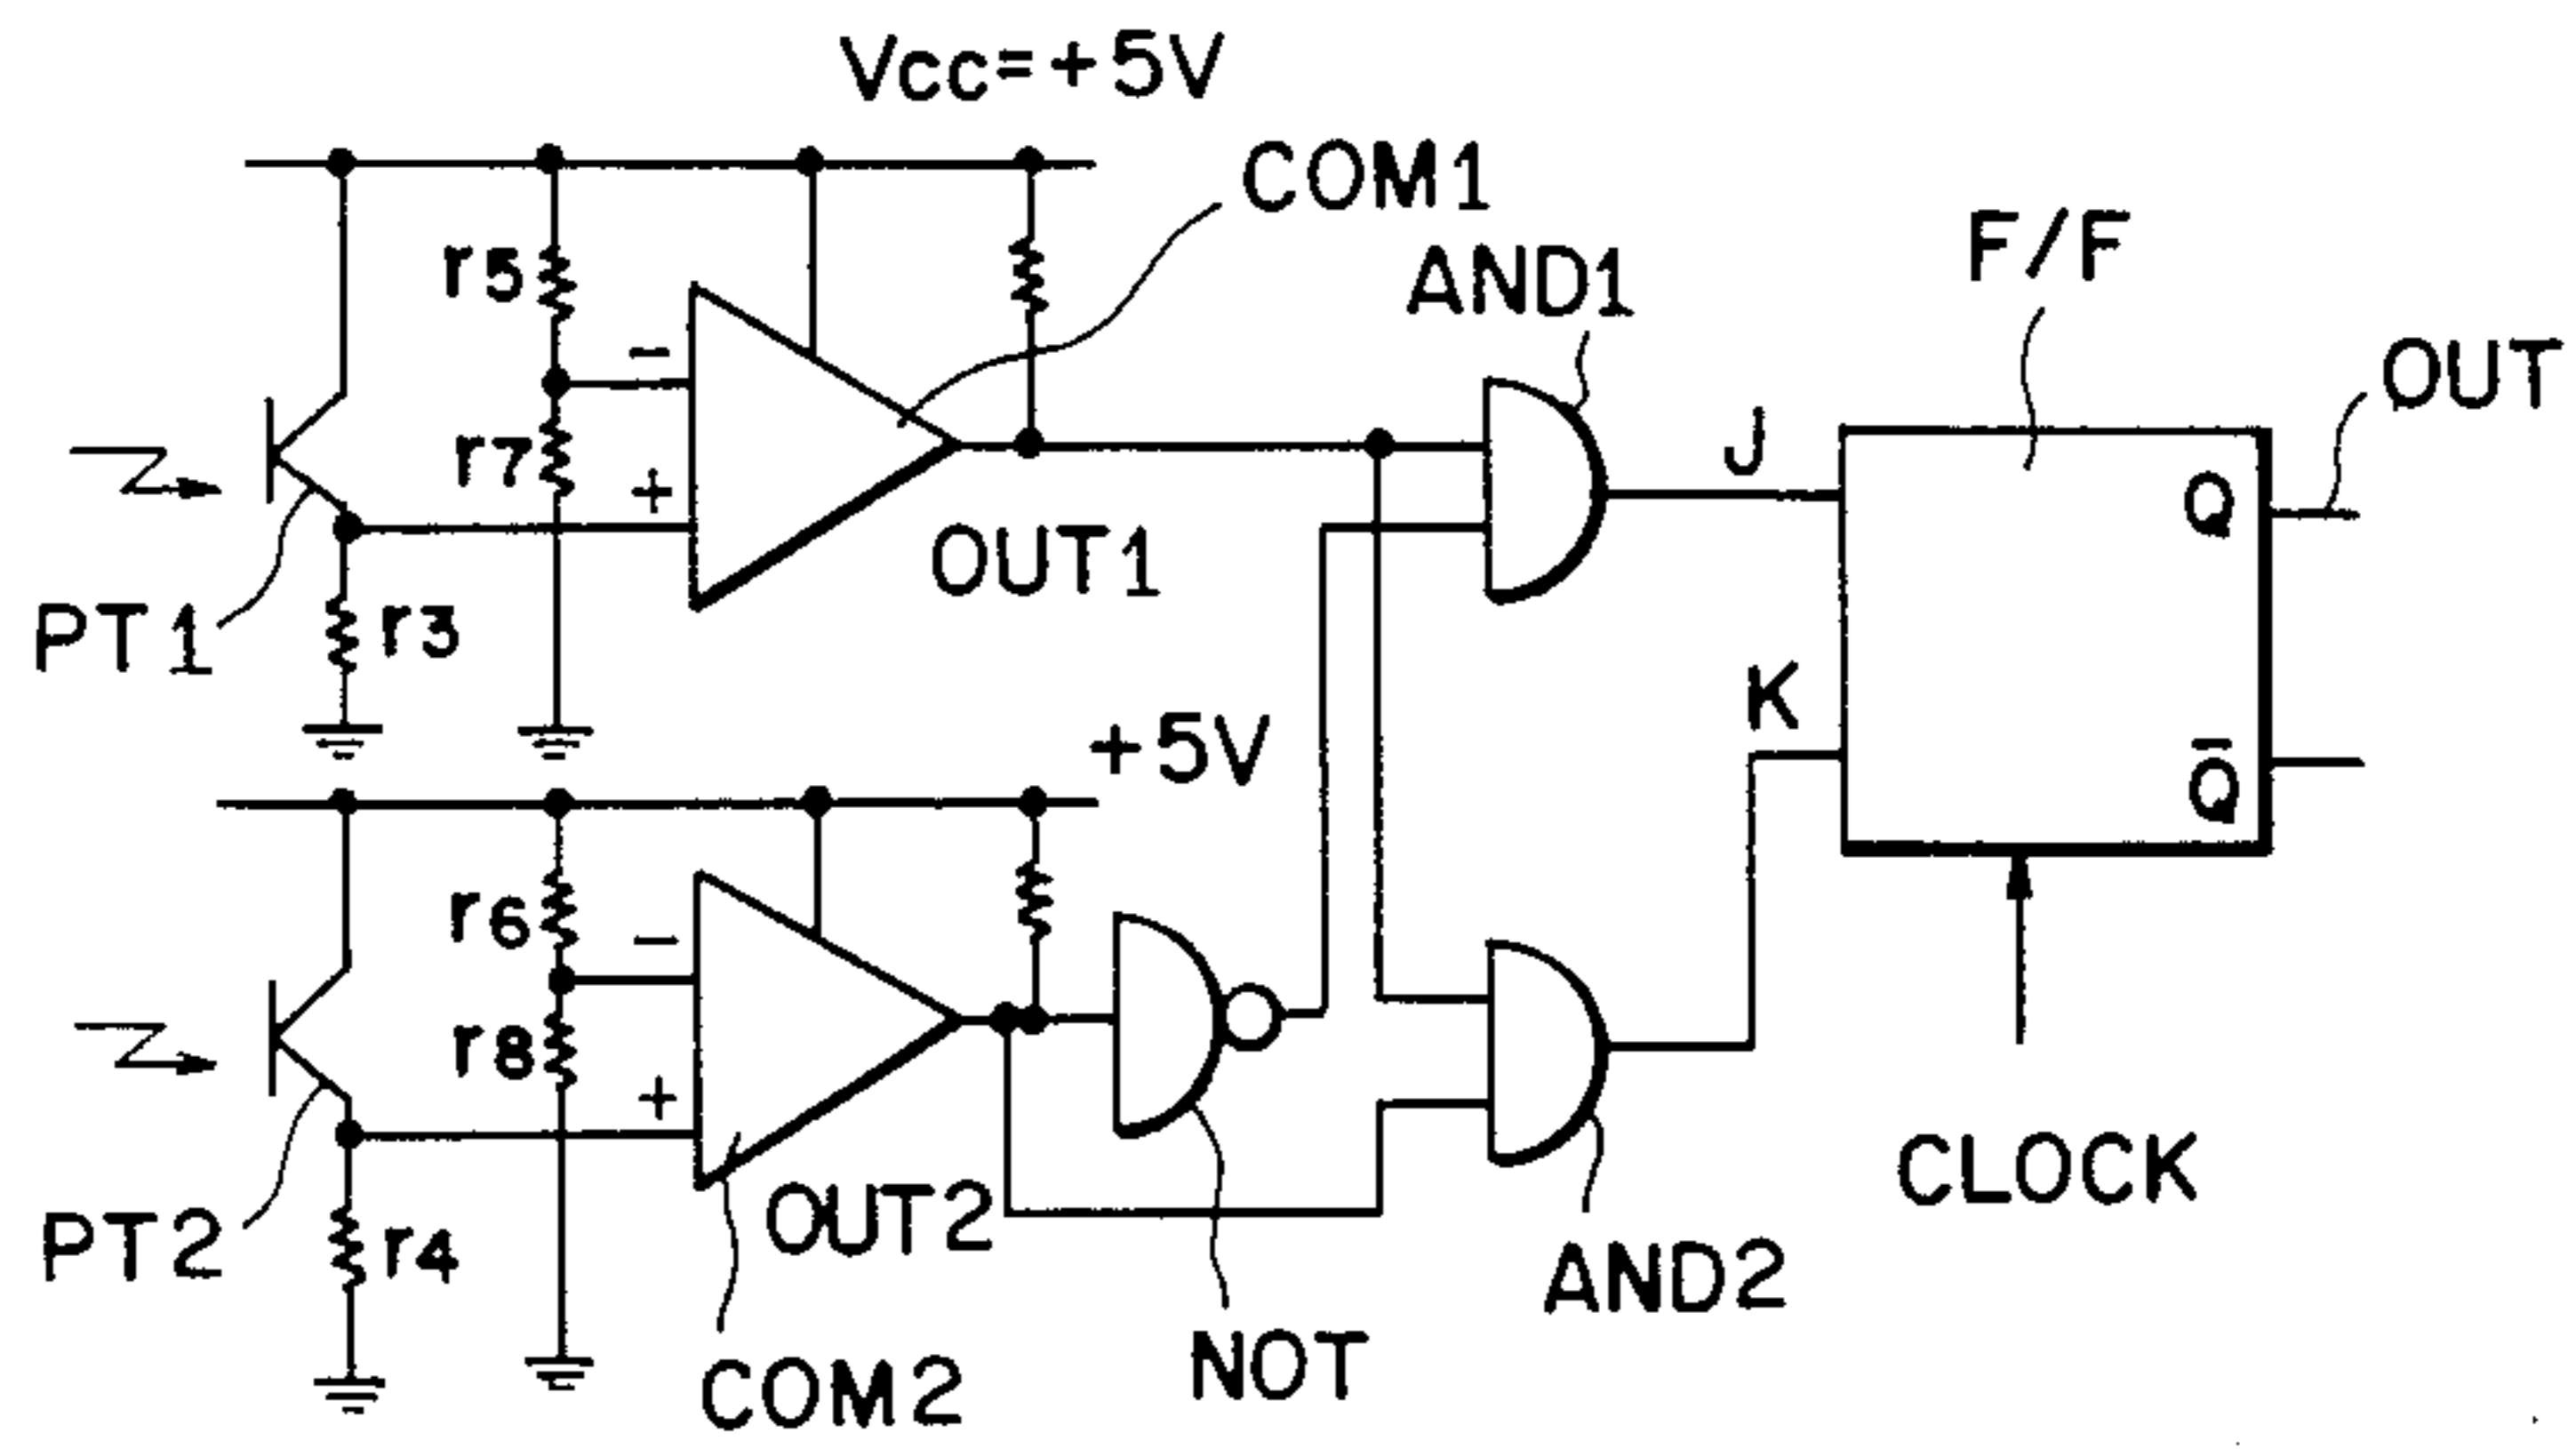 Vcc=+5V
COM1
F/F
AND1
r5
OUT
-
J
r7
+
Q
OUT1
PT1
r3
K
+5V
Q̅
r6
-
r8
+
CLOCK
OUT2
PT2
r4
AND2
NOT
COM2